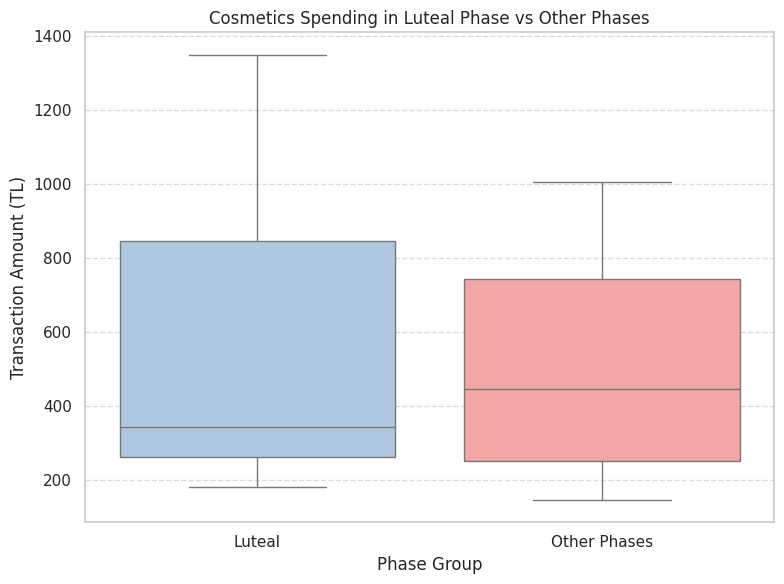 Cosmetics Spending in Luteal Phase vs Other Phases
1400
1200
1000
800
600
400
200
Transaction Amount (TL)
Luteal
Other Phases
Phase Group